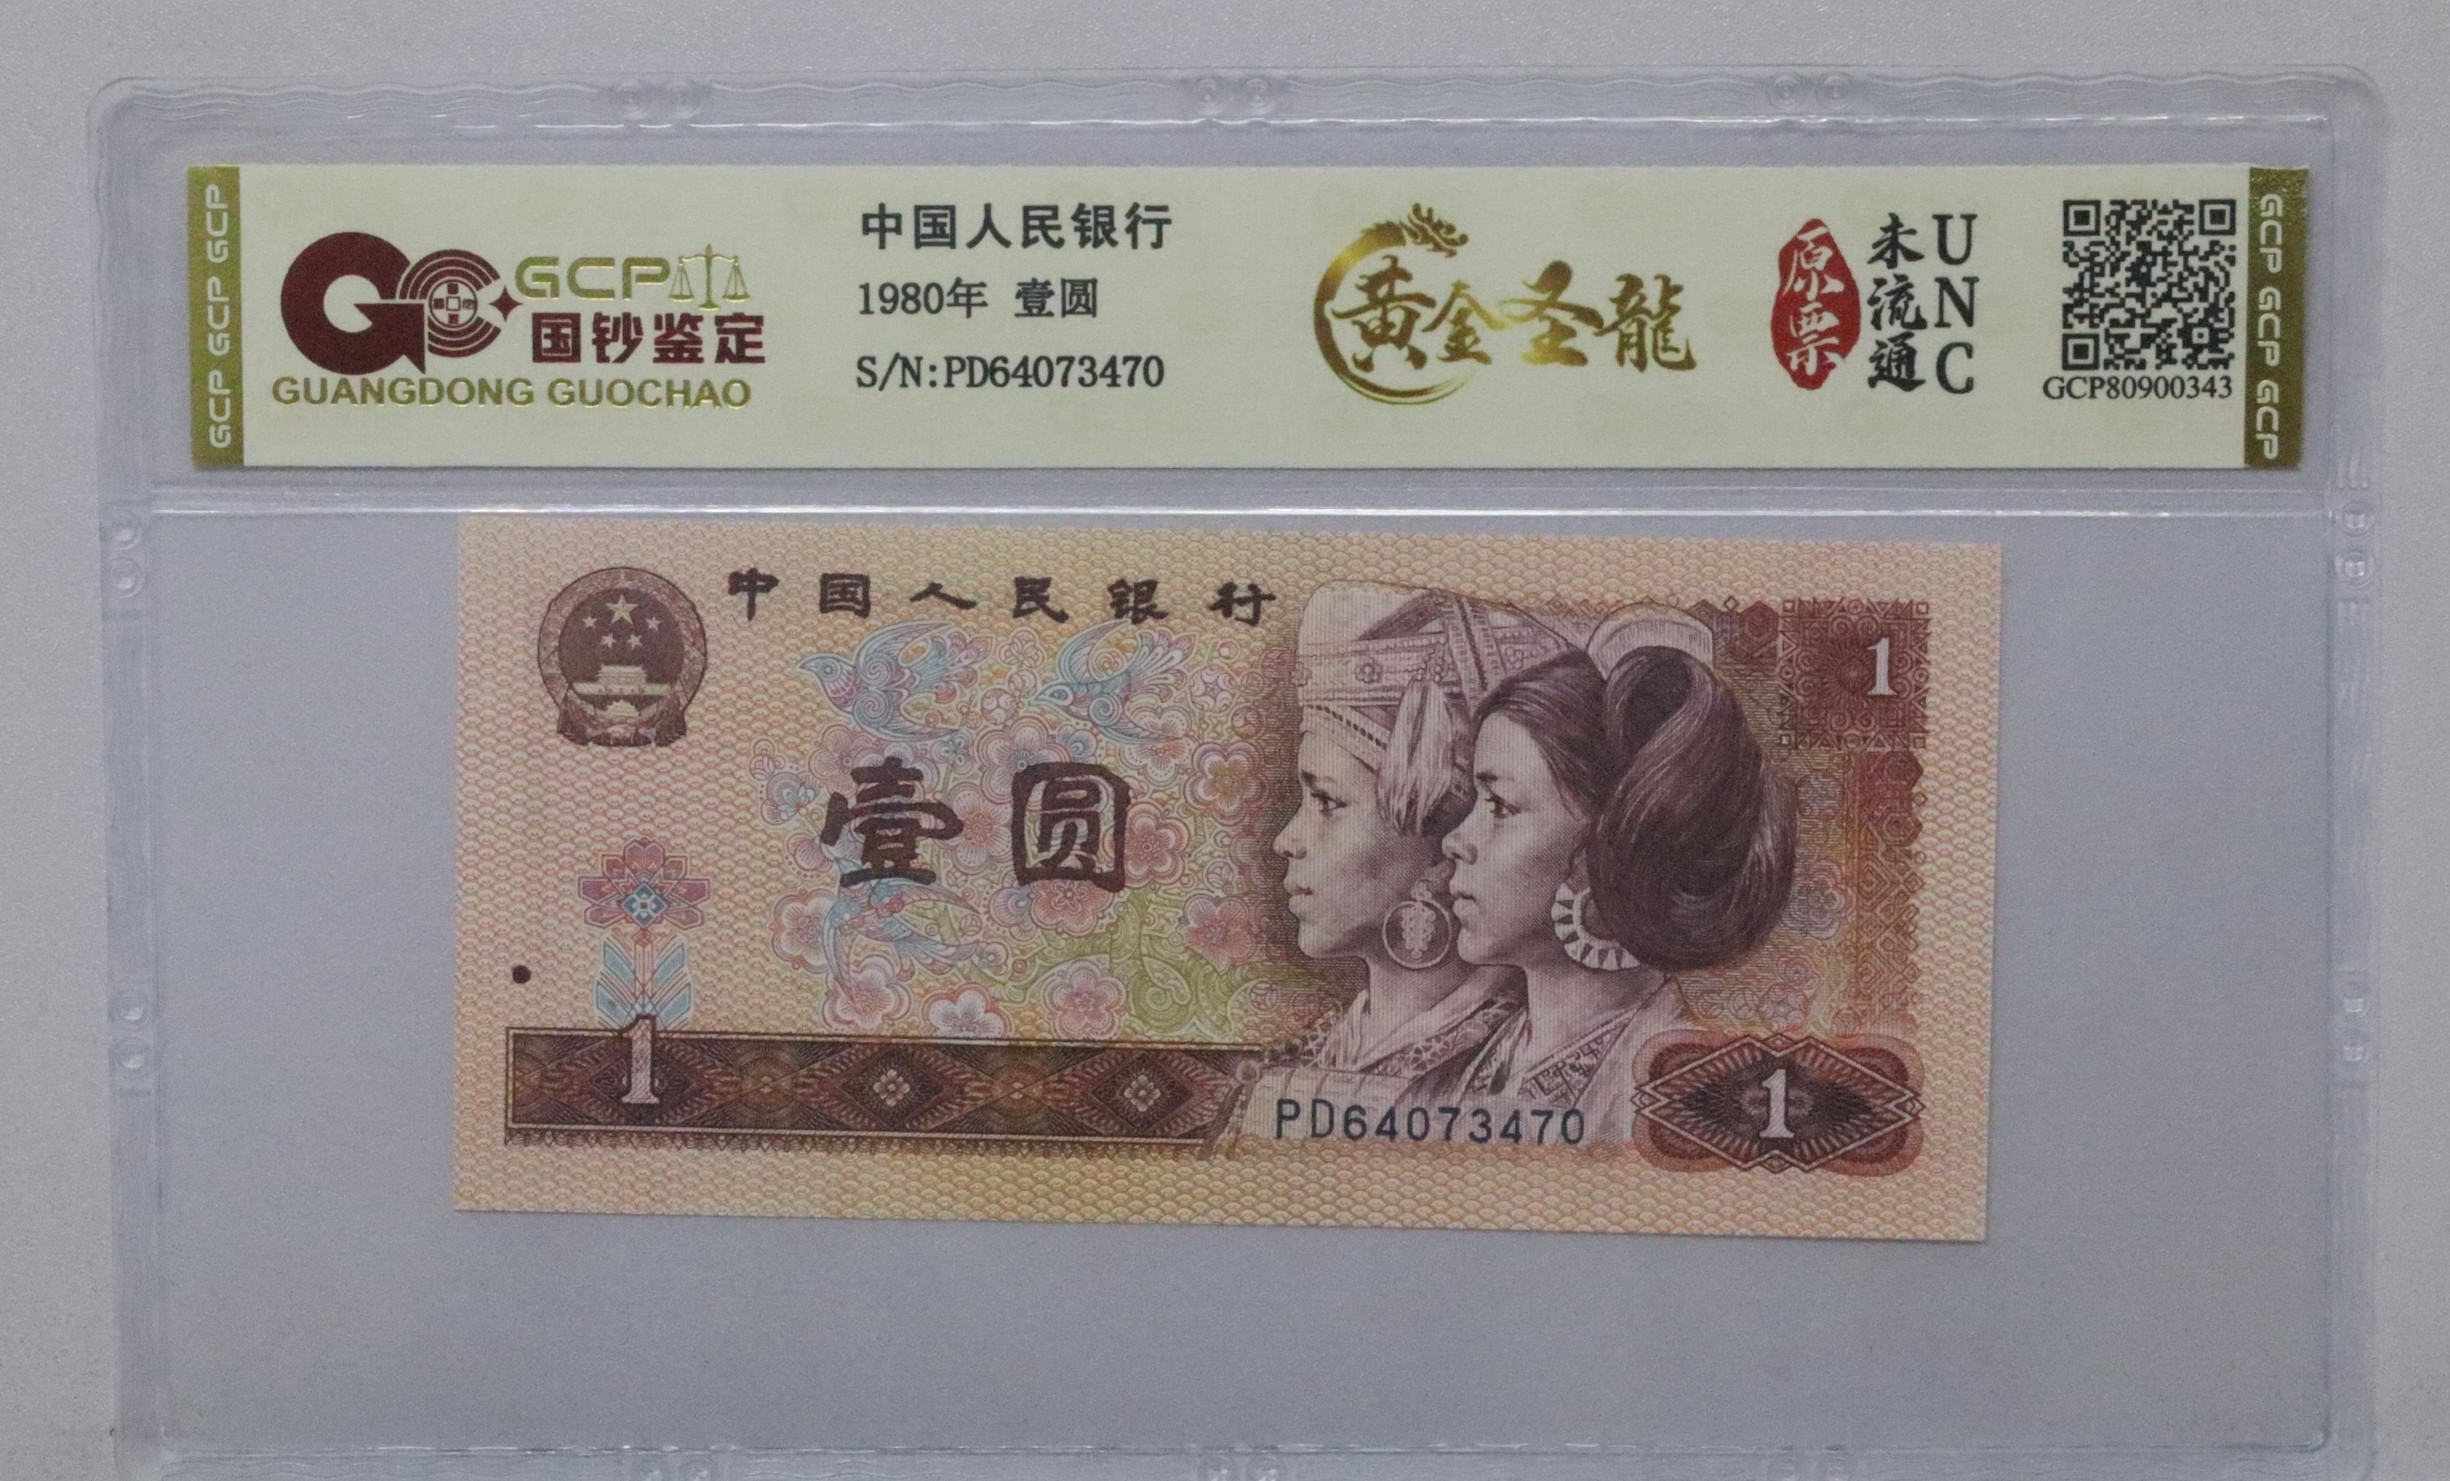 GCP GCP GCP
GCP
国钞鉴定
GUANGDONG GUOCHAO
中国人民银行
1980年 壹圆
S/N:PD64073470
黄金圣龍
原票
未流通
UNC
GCP80900343
GCP GCP GCP
中国人民银行
1
壹圆
1
PD64073470
1